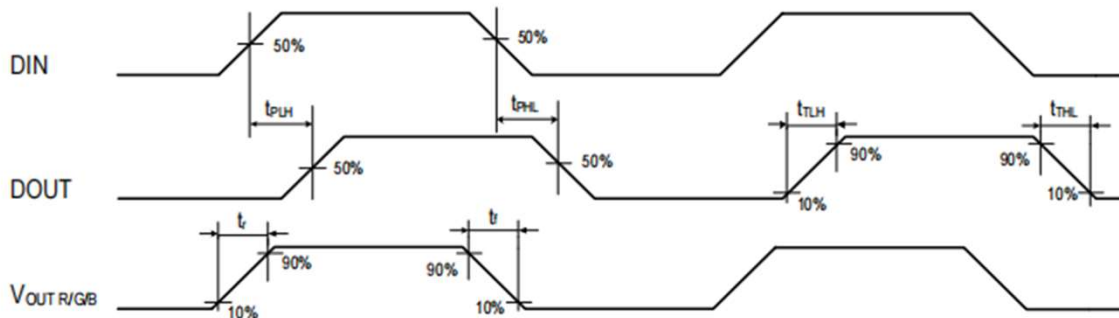 50%
50%
DIN
tPLH
tPHL
tTLH
tTHL
50%
50%
90%
90%
DOUT
10%
10%
tr
tf
90%
90%
VOUT R/G/B
10%
10%